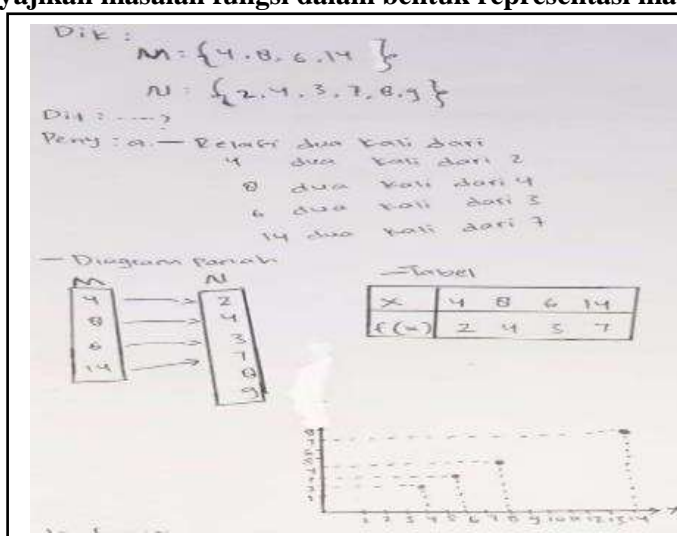 yajikan masalah fungsi dalam bentuk representasi ma
Dik :
M = {4.8.6.14}
N : {2.4.3.7.8.9}
Dit : ----?
Peny : a. — Relasi dua kali dari
4 dua kali dari 2
8 dua kali dari 4
6 dua kali dari 3
14 dua kali dari 7
— Diagram Panah
M N
4 2
8 4
6 3
14 7
8
9
— Tabel
x 4 8 6 14
f(x) 2 4 3 7
1 2 3 4 5 6 7 8 9 10 11 12 13 14 x